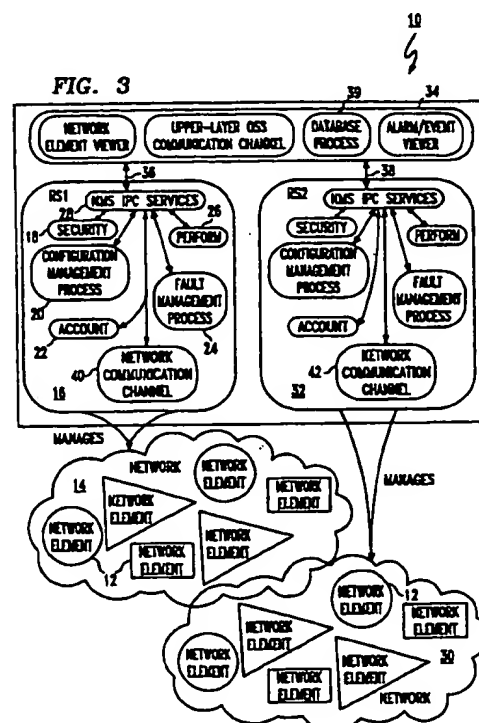 10
FIG. 3
39
34
NETWORK
ELEMENT VIEWER
UPPER-LAYER OSS
COMMUNICATION CHANNEL
DATABASE
PROCESS
ALARM/EVENT
VIEWER
36
38
RS1
NMS IPC SERVICES
28
26
18
SECURITY
PERFORM
CONFIGURATION
MANAGEMENT
PROCESS
20
FAULT
MANAGEMENT
PROCESS
24
ACCOUNT
22
40
NETWORK
COMMUNICATION
CHANNEL
16
RS2
NMS IPC SERVICES
SECURITY
PERFORM
CONFIGURATION
MANAGEMENT
PROCESS
FAULT
MANAGEMENT
PROCESS
ACCOUNT
42
NETWORK
COMMUNICATION
CHANNEL
32
MANAGES
MANAGES
NETWORK
14
NETWORK
ELEMENT
NETWORK
ELEMENT
NETWORK
ELEMENT
NETWORK
ELEMENT
NETWORK
ELEMENT
12
NETWORK
ELEMENT
12
NETWORK
ELEMENT
NETWORK
ELEMENT
NETWORK
ELEMENT
NETWORK
ELEMENT
NETWORK
ELEMENT
NETWORK
ELEMENT
30
NETWORK